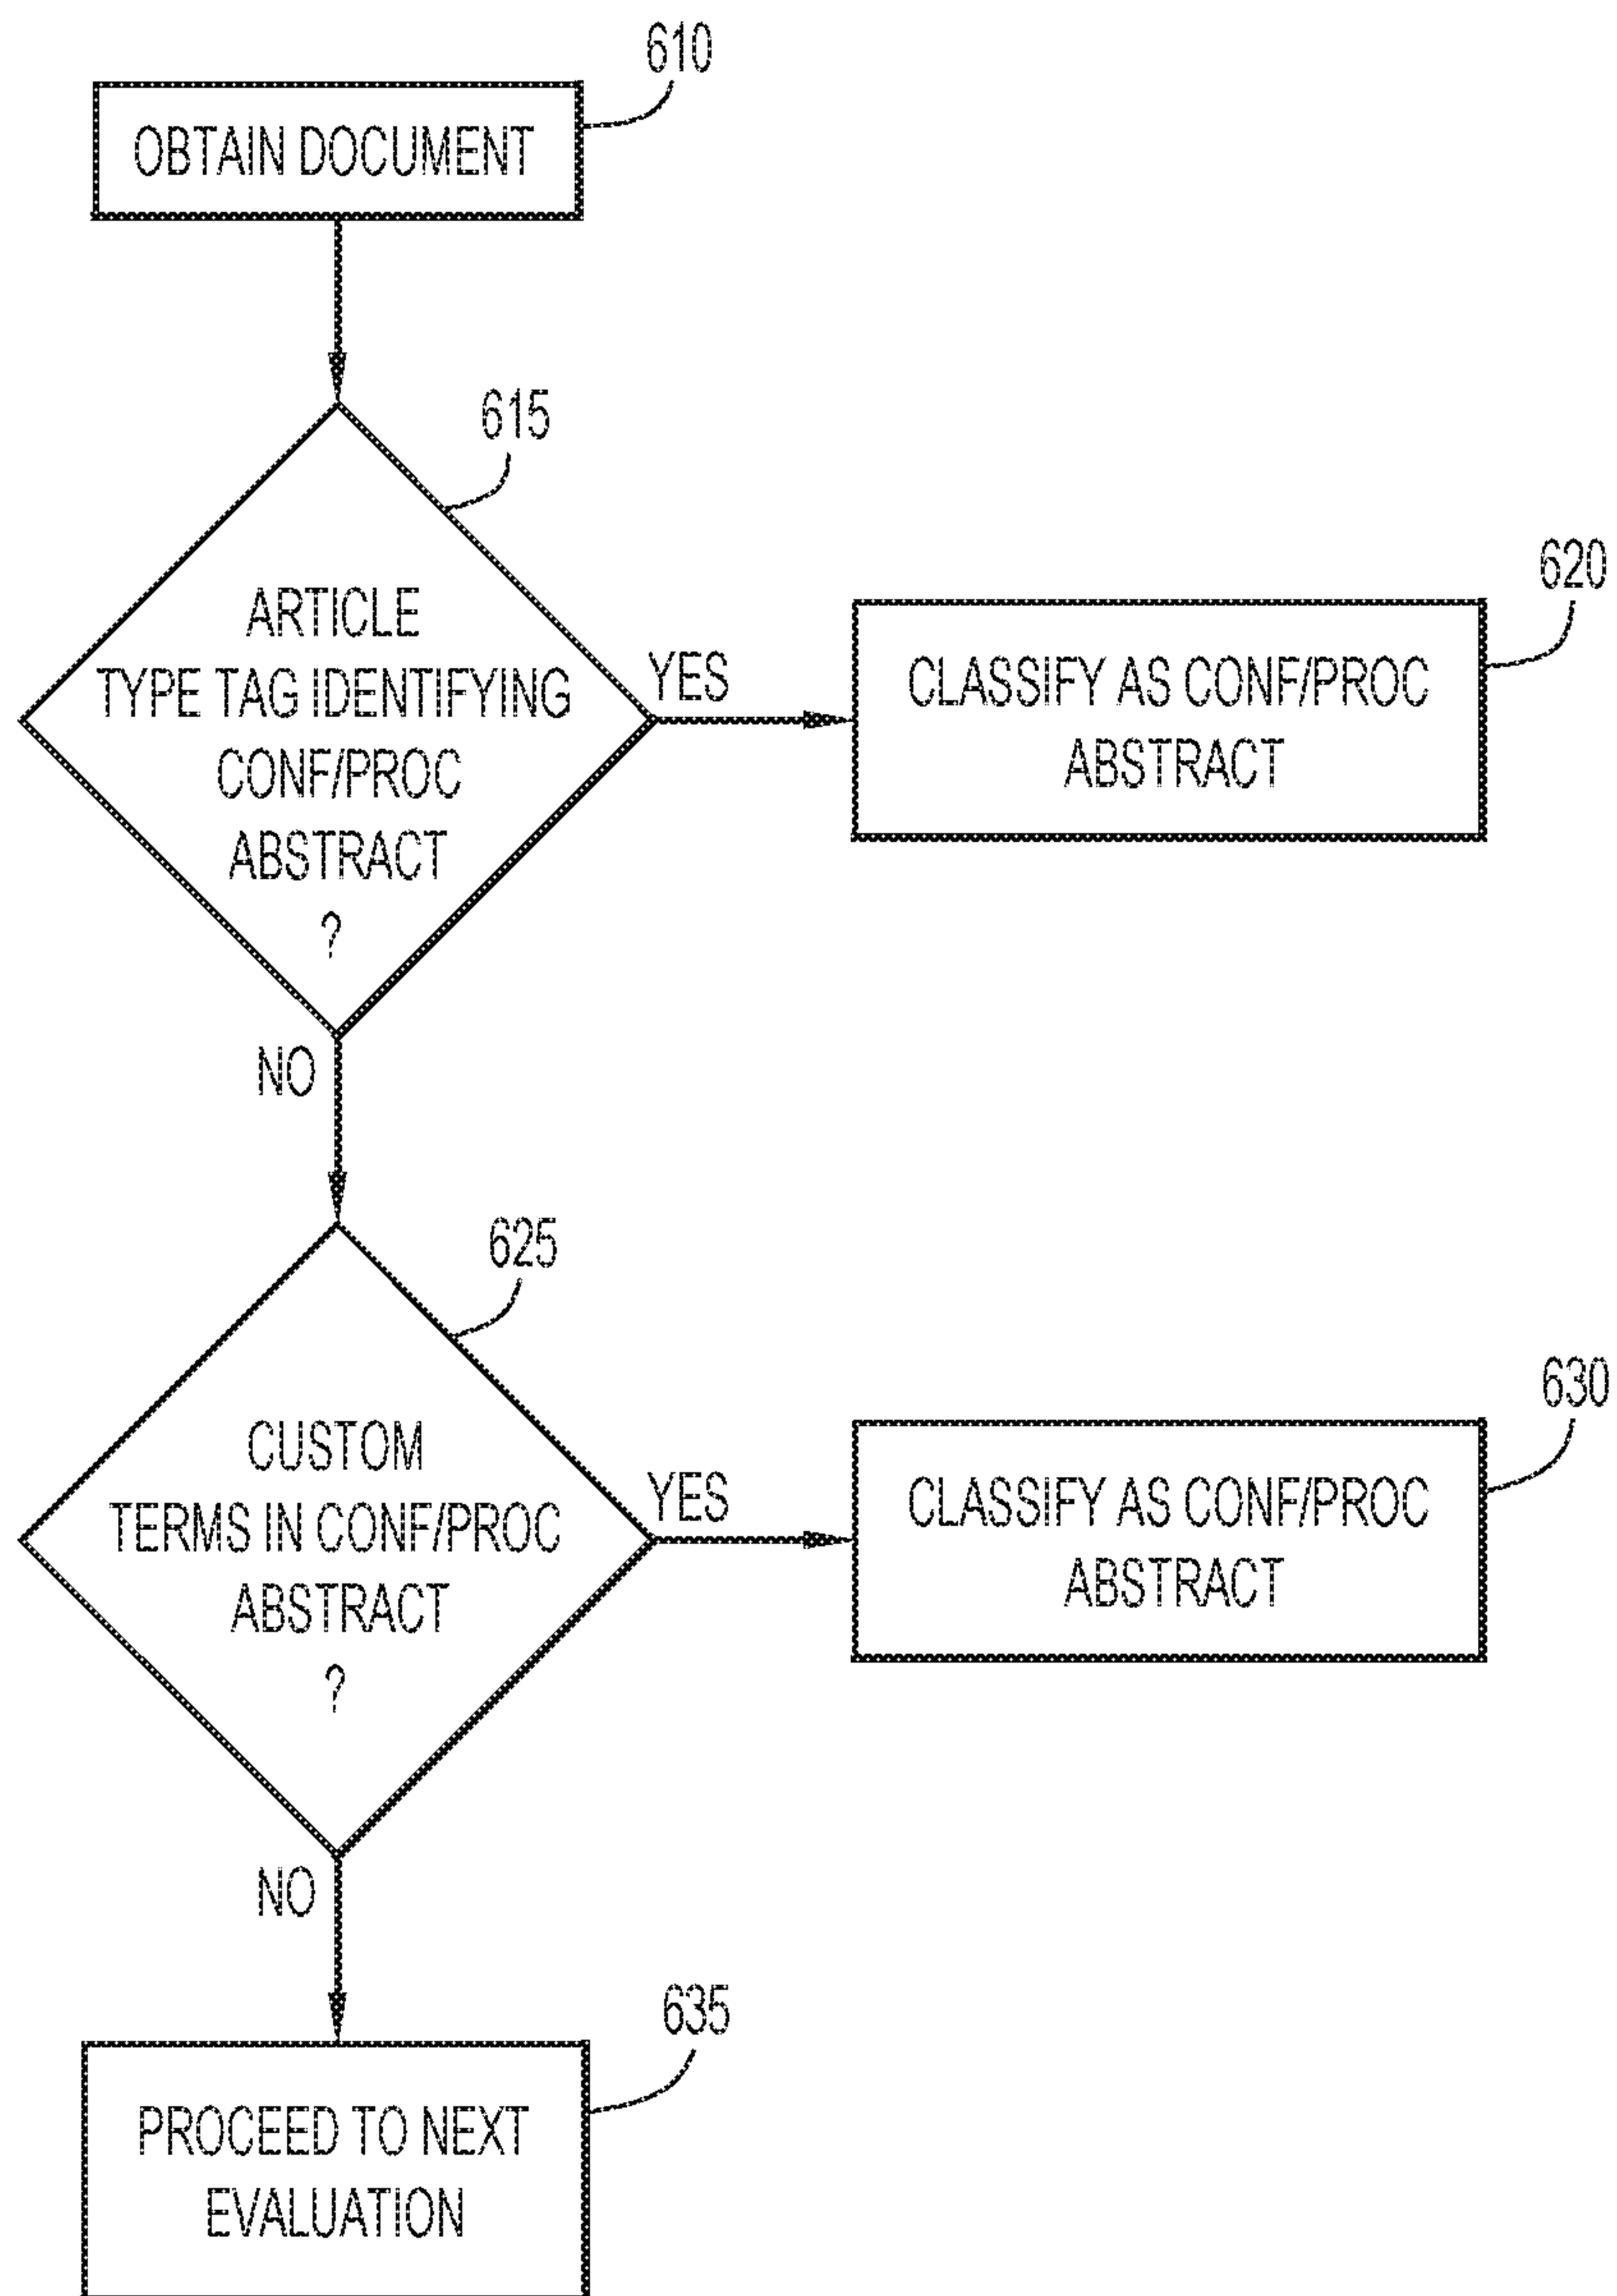 610
OBTAIN DOCUMENT
615
ARTICLE
TYPE TAG IDENTIFYING
CONF/PROC
ABSTRACT
?
YES
620
CLASSIFY AS CONF/PROC
ABSTRACT
NO
625
CUSTOM
TERMS IN CONF/PROC
ABSTRACT
?
YES
630
CLASSIFY AS CONF/PROC
ABSTRACT
NO
635
PROCEED TO NEXT
EVALUATION